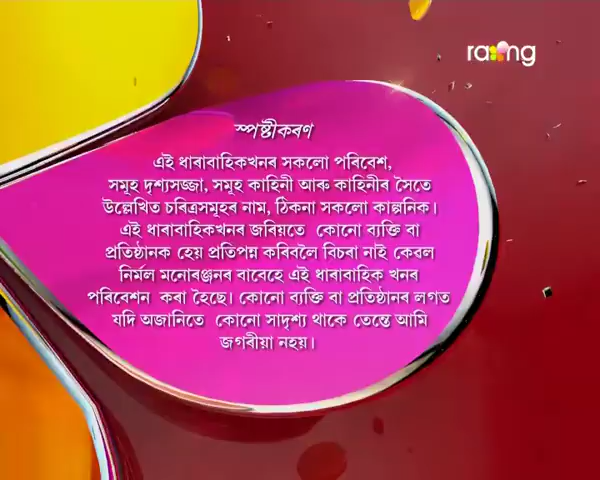 raəng
স্পষ্টীকৰণ
এই ধাৰাবাহিকখনৰ সকলো পৰিবেশ,
সমূহ দৃশ্যসজ্জা, সমূহ কাহিনী আৰু কাহিনীৰ সৈতে
উল্লেখিত চৰিত্ৰসমূহৰ নাম, ঠিকনা সকলো কাল্পনিক।
এই ধাৰাবাহিকখনৰ জৰিয়তে কোনো ব্যক্তি বা
প্ৰতিষ্ঠানক হেয় প্ৰতিপন্ন কৰিবলৈ বিচৰা নাই কেৱল
নিৰ্মল মনোৰঞ্জনৰ বাবেহে এই ধাৰাবাহিক খনৰ
পৰিবেশন কৰা হৈছে। কোনো ব্যক্তি বা প্ৰতিষ্ঠানৰ লগত
যদি অজানিতে কোনো সাদৃশ্য থাকে তেন্তে আমি
জগৰীয়া নহয়।